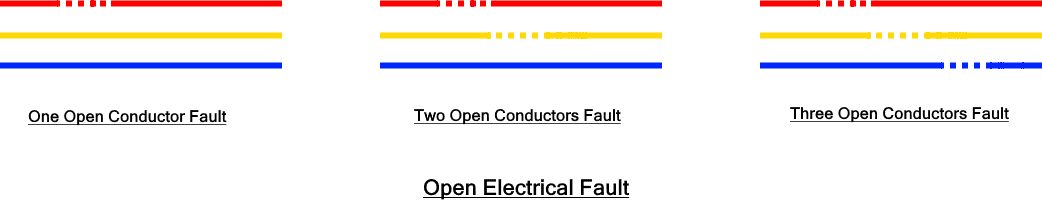 One Open Conductor Fault
Two Open Conductors Fault
Three Open Conductors Fault
Open Electrical Fault